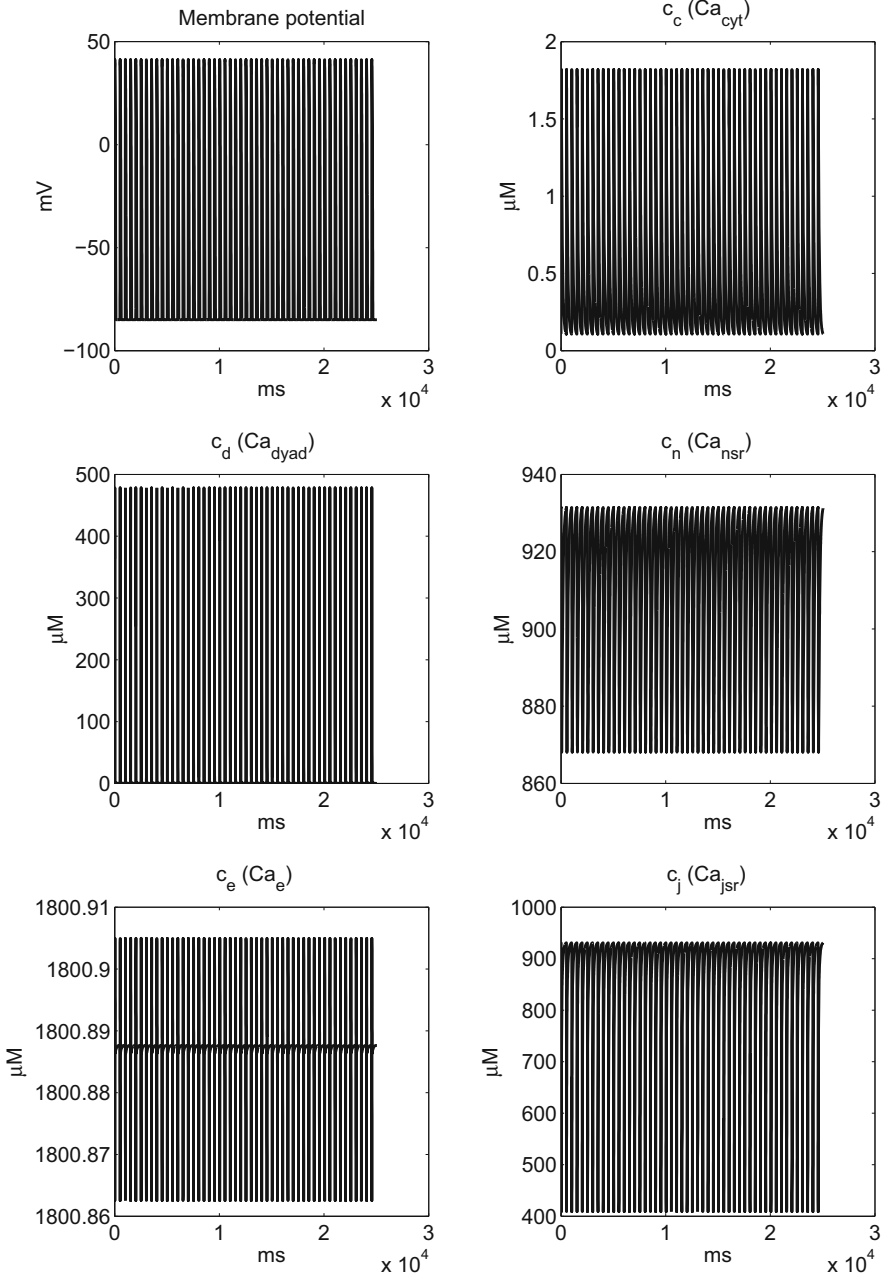 Membrane potential
50
0
−50
−100
mV
0 1 2 3
ms
x 10^4
c_c (Ca_cyt)
2
1.5
1
0.5
0
μM
0 1 2 3
ms
x 10^4
c_d (Ca_dyad)
500
400
300
200
100
0
μM
0 1 2 3
ms
x 10^4
c_n (Ca_nsr)
940
920
900
880
860
μM
0 1 2 3
ms
x 10^4
c_e (Ca_e)
1800.91
1800.9
1800.89
1800.88
1800.87
1800.86
μM
0 1 2 3
ms
x 10^4
c_j (Ca_jsr)
1000
900
800
700
600
500
400
μM
0 1 2 3
ms
x 10^4